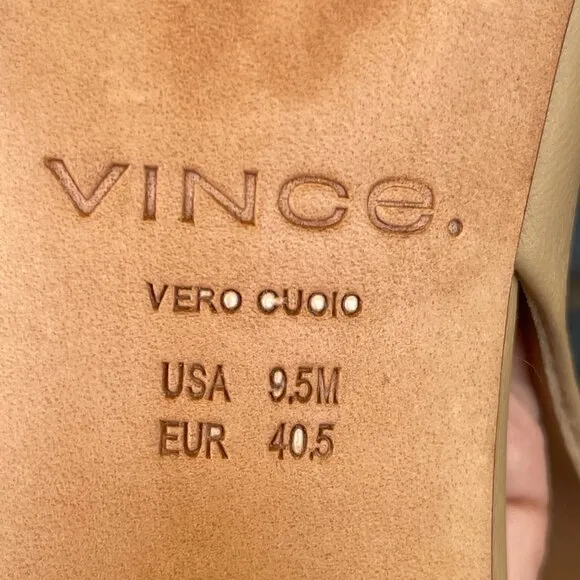 VINCe.
VERO CUOIO
USA 9.5M
EUR 40.5